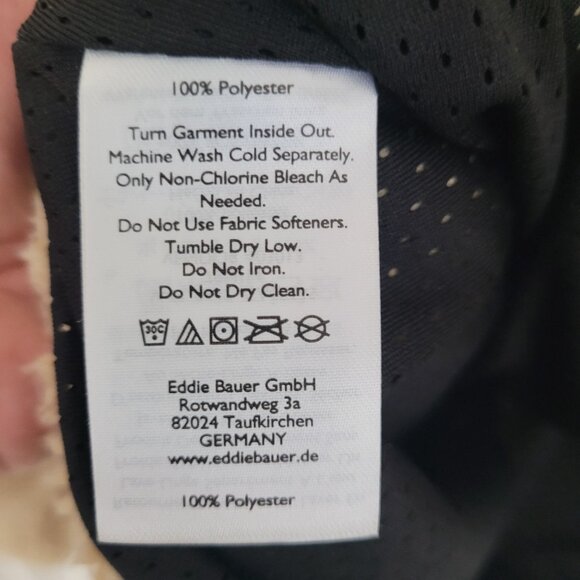 100% Polyester
Turn Garment Inside Out.
Machine Wash Cold Separately.
Only Non-Chlorine Bleach As
Needed.
Do Not Use Fabric Softeners.
Tumble Dry Low.
Do Not Iron.
Do Not Dry Clean.
30C
Eddie Bauer GmbH
Rotwandweg 3a
82024 Taufkirchen
GERMANY
www.eddiebauer.de
100% Polyester